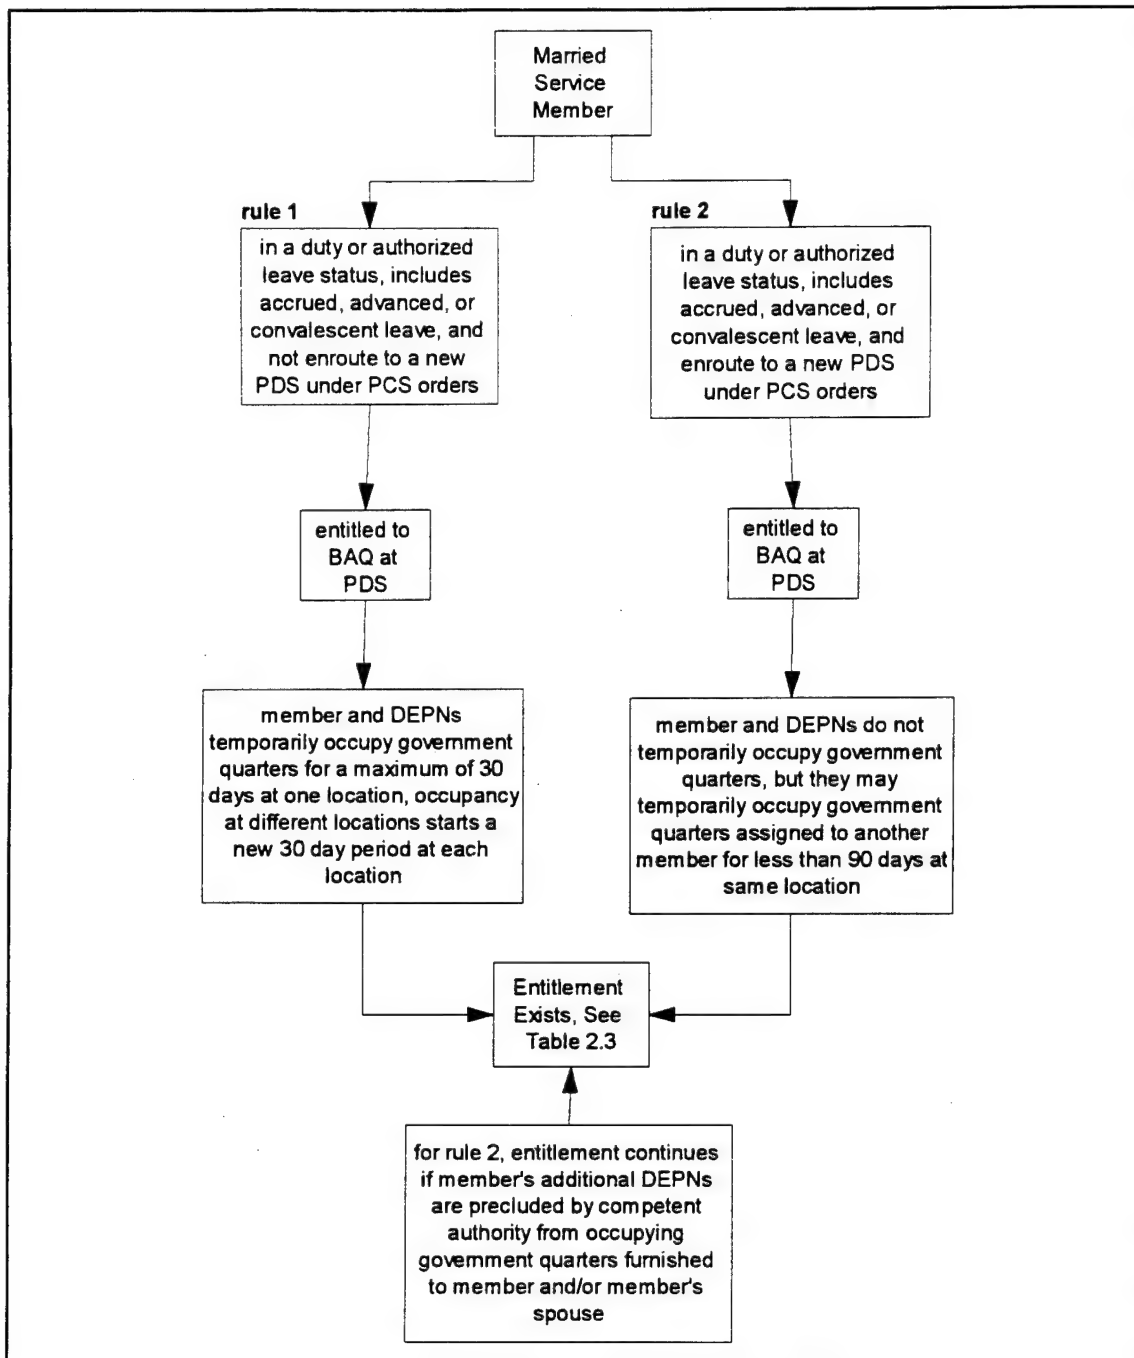 Married
Service
Member
rule 1
in a duty or authorized
leave status, includes
accrued, advanced, or
convalescent leave, and
not enroute to a new
PDS under PCS orders
entitled to
BAQ at
PDS
member and DEPNs
temporarily occupy government
quarters for a maximum of 30
days at one location, occupancy
at different locations starts a
new 30 day period at each
location
rule 2
in a duty or authorized
leave status, includes
accrued, advanced, or
convalescent leave, and
enroute to a new PDS
under PCS orders
entitled to
BAQ at
PDS
member and DEPNs do not
temporarily occupy government
quarters, but they may
temporarily occupy government
quarters assigned to another
member for less than 90 days at
same location
Entitlement
Exists, See
Table 2.3
for rule 2, entitlement continues
if member's additional DEPNs
are precluded by competent
authority from occupying
government quarters furnished
to member and/or member's
spouse